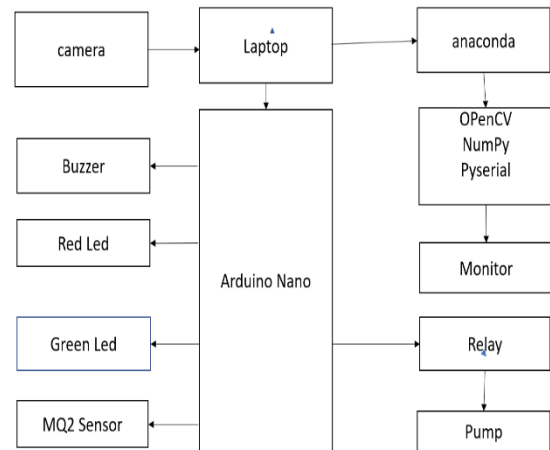 camera
Laptop
anaconda
OPenCV
NumPy
Pyserial
Buzzer
Red Led
Arduino Nano
Monitor
Green Led
Relay
MQ2 Sensor
Pump